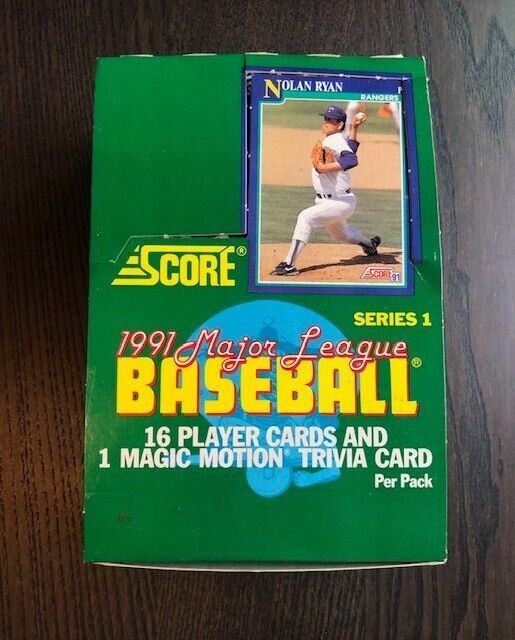 NOLAN RYAN
RANGERS
SCORE 91
SCORE®
SERIES 1
1991 Major League
BASEBALL®
16 PLAYER CARDS AND
1 MAGIC MOTION® TRIVIA CARD
Per Pack